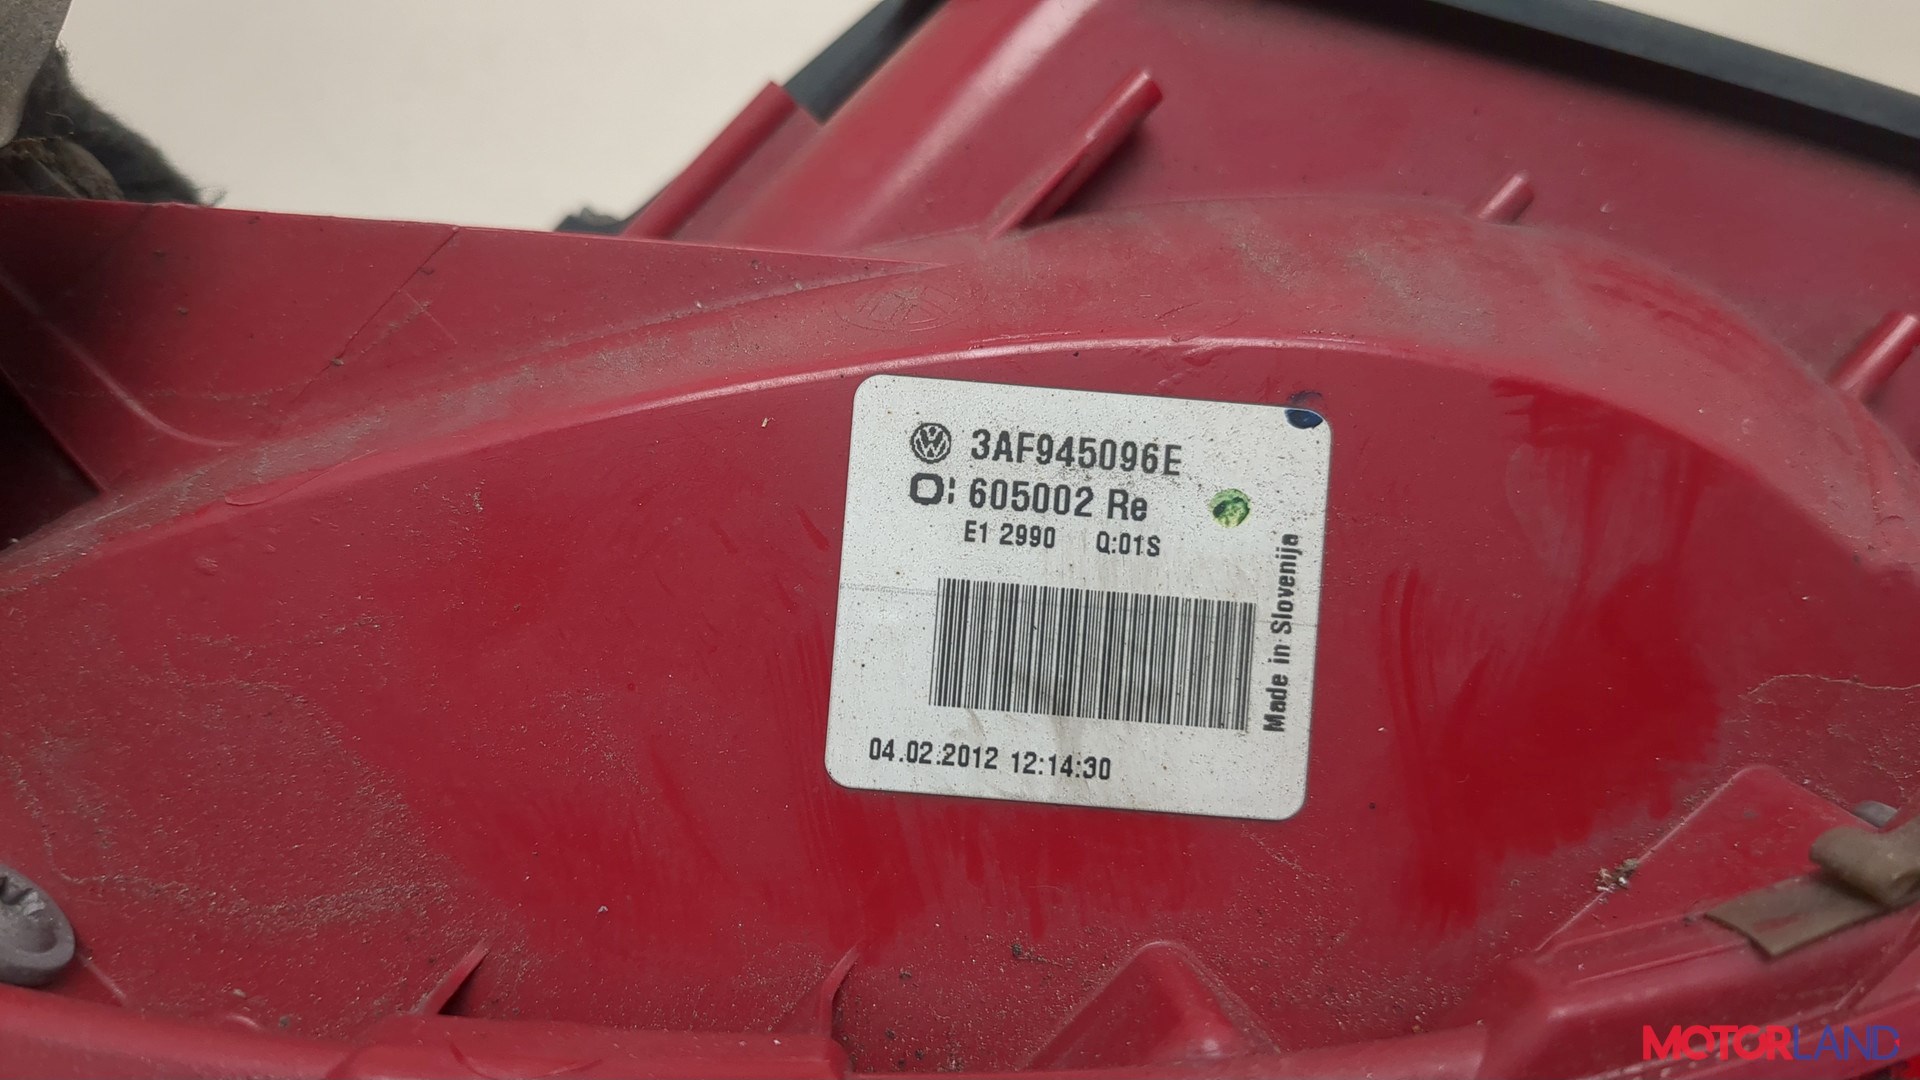 3AF945096E
O: 605002 Re
E1 2990 Q:01S
Made in Slovenija
04.02.2012 12:14:30
MOTORLAND